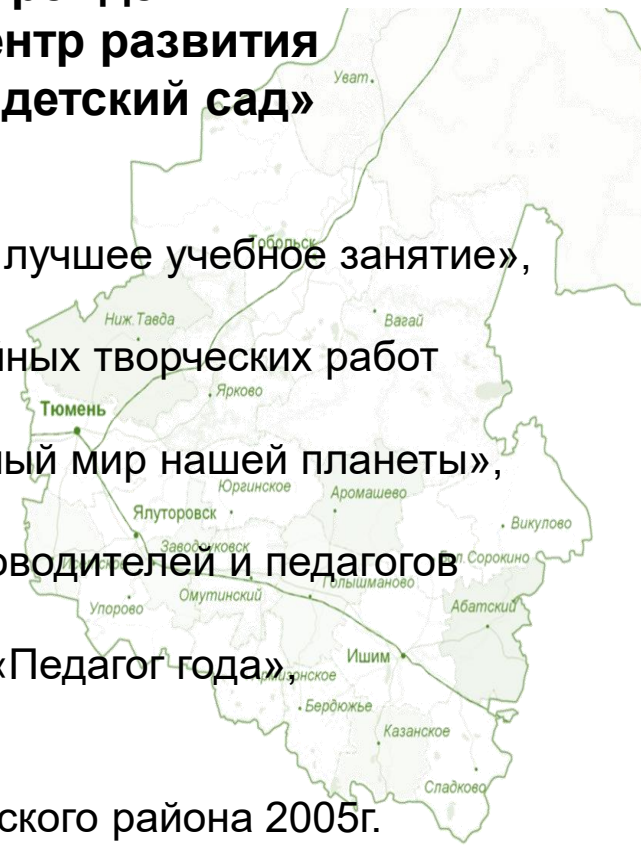 ентр развития
детский сад»
Уват
лучшее учебное занятие»,
Тобольск
Ниж.Тавда
Вагай
ных творческих работ
Ярково
Тюмень
ый мир нашей планеты»,
Юргинское
Аромашево
Ялуторовск
Викулово
Заводоуковск
оводителей и педагогов
Сорокино
Голышманово
Омутинский
Упорово
Абатский
Ишим
«Педагог года»,
Бердюжье
Казанское
Сладково
ского района 2005г.